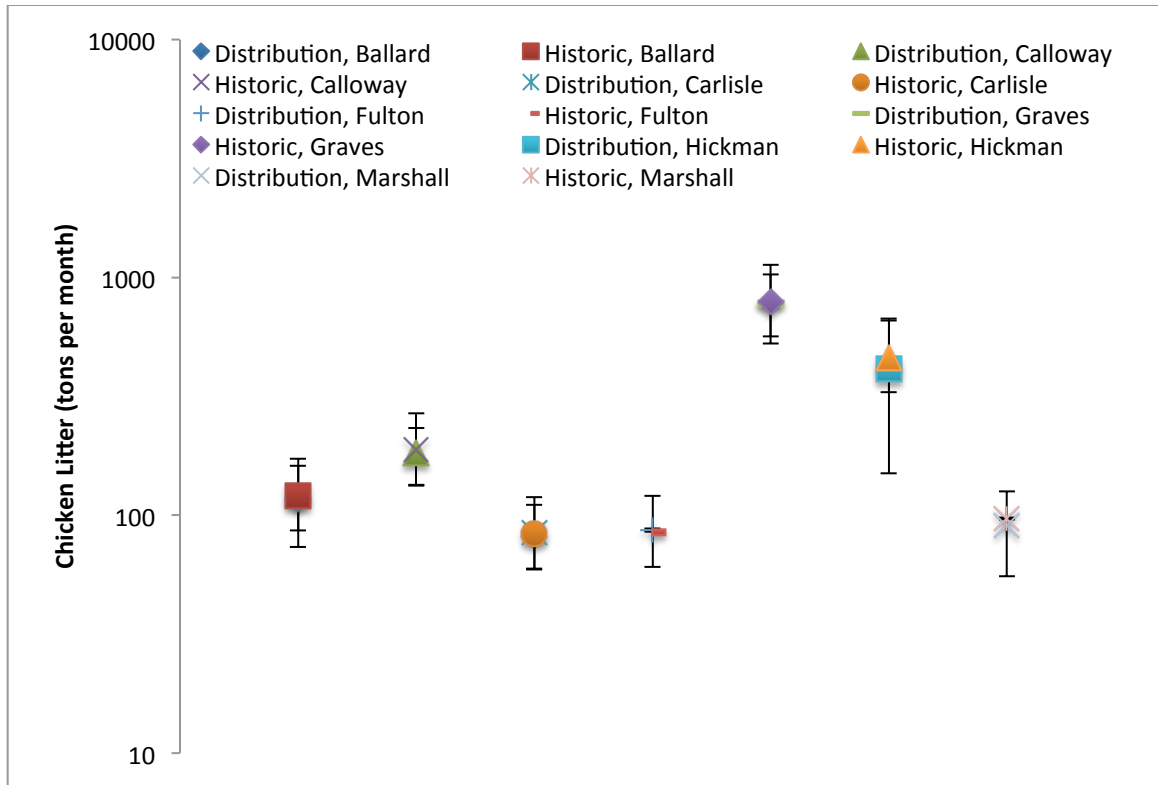 10000
Distribution, Ballard Historic, Ballard Distribution, Calloway
Historic, Calloway Distribution, Carlisle Historic, Carlisle
Distribution, Fulton Historic, Fulton Distribution, Graves
Historic, Graves Distribution, Hickman Historic, Hickman
Distribution, Marshall Historic, Marshall
Chicken Litter (tons per month)
1000
100
10